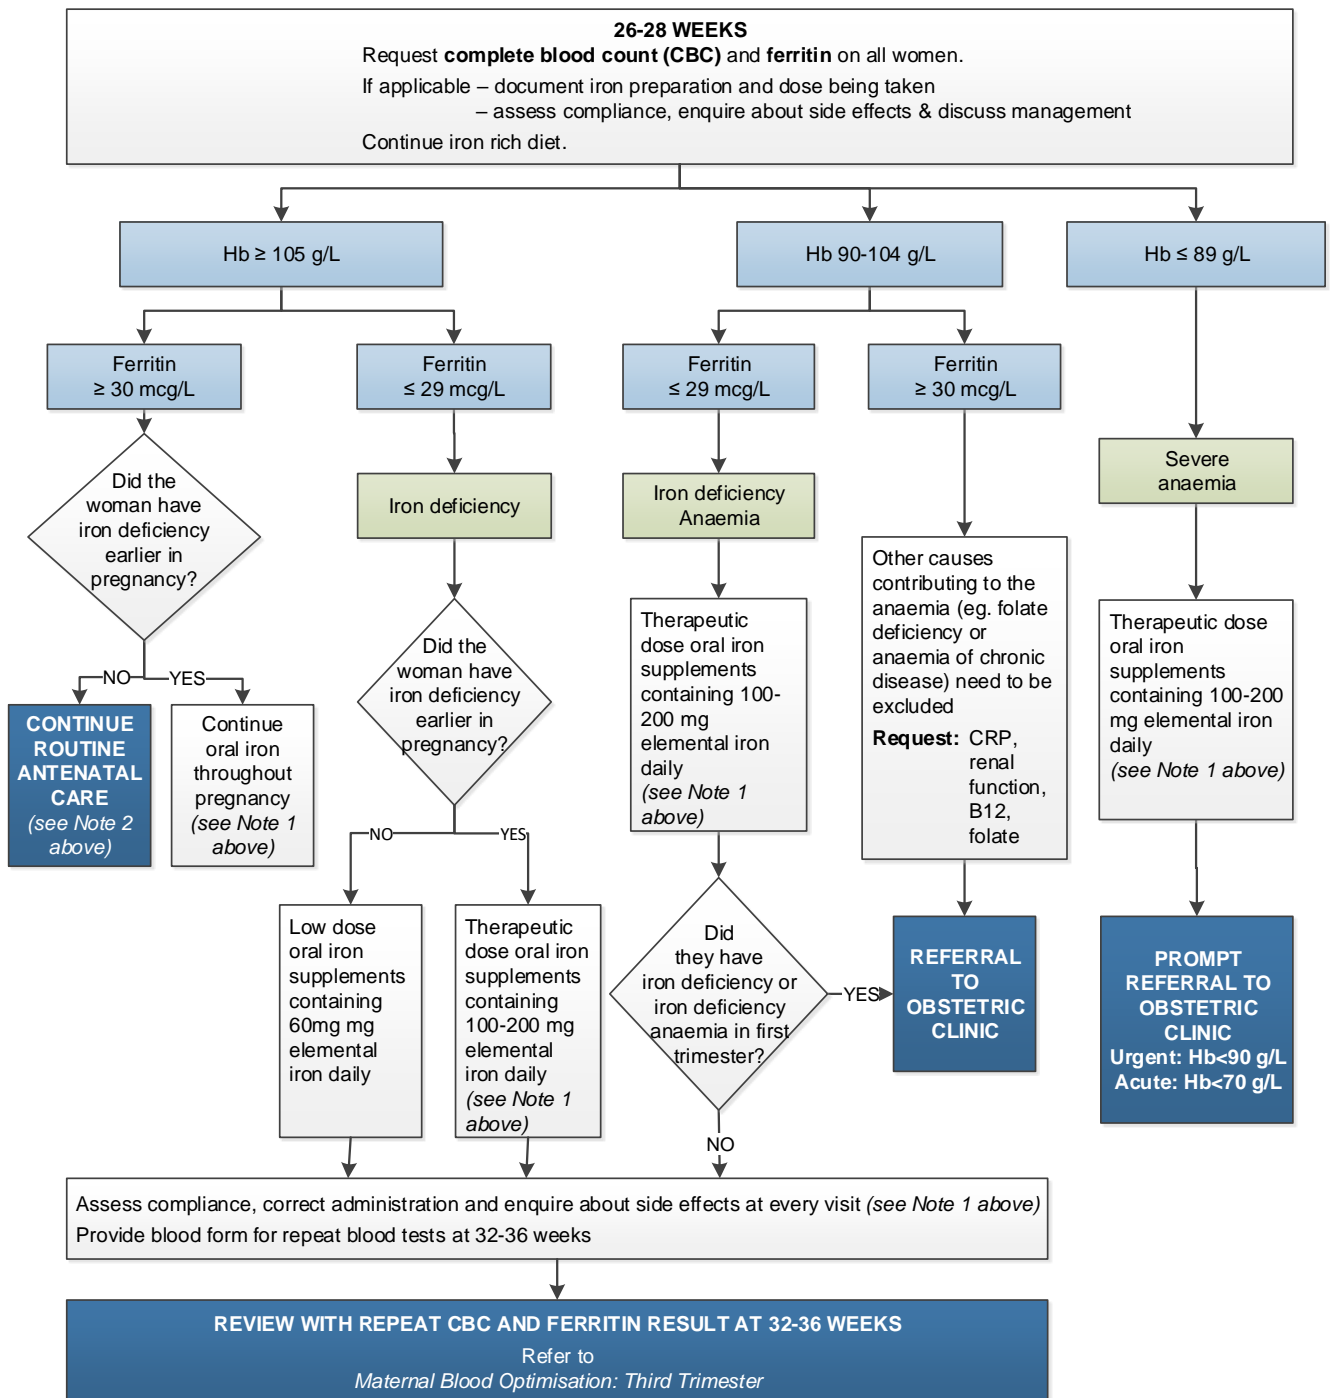 26-28 WEEKS
Request complete blood count (CBC) and ferritin on all women.
If applicable – document iron preparation and dose being taken
– assess compliance, enquire about side effects & discuss management
Continue iron rich diet.
Hb ≥ 105 g/L
Hb 90-104 g/L
Hb ≤ 89 g/L
Ferritin
≥ 30 mcg/L
Ferritin
≤ 29 mcg/L
Ferritin
≤ 29 mcg/L
Ferritin
≥ 30 mcg/L
Did the
woman have
iron deficiency
earlier in
pregnancy?
Iron deficiency
Iron deficiency
Anaemia
Severe
anaemia
NO
YES
CONTINUE
ROUTINE
ANTENATAL
CARE
(see Note 2
above)
Continue
oral iron
throughout
pregnancy
(see Note 1
above)
Did the
woman have
iron deficiency
earlier in
pregnancy?
NO
YES
Low dose
oral iron
supplements
containing
60mg mg
elemental
iron daily
Therapeutic
dose oral iron
supplements
containing
100-200 mg
elemental
iron daily
(see Note 1
above)
Therapeutic
dose oral iron
supplements
containing 100-
200 mg
elemental iron
daily
(see Note 1
above)
Did
they have
iron deficiency or
iron deficiency
anaemia in first
trimester?
YES
NO
Other causes
contributing to the
anaemia (eg. folate
deficiency or
anaemia of chronic
disease) need to be
excluded
Request: CRP,
renal
function,
B12,
folate
REFERRAL
TO
OBSTETRIC
CLINIC
Therapeutic dose
oral iron
supplements
containing 100-200
mg elemental iron
daily
(see Note 1 above)
PROMPT
REFERRAL TO
OBSTETRIC
CLINIC
Urgent: Hb<90 g/L
Acute: Hb<70 g/L
Assess compliance, correct administration and enquire about side effects at every visit (see Note 1 above)
Provide blood form for repeat blood tests at 32-36 weeks
REVIEW WITH REPEAT CBC AND FERRITIN RESULT AT 32-36 WEEKS
Refer to
Maternal Blood Optimisation: Third Trimester